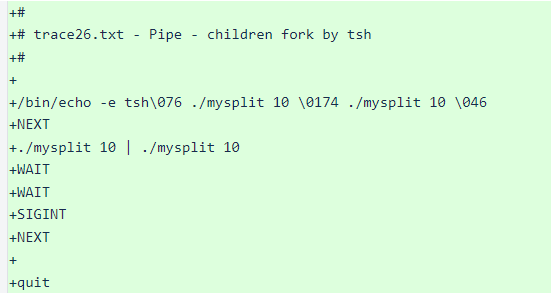 +#
+# trace26.txt - Pipe - children fork by tsh
+#
+
+/bin/echo -e tsh\076 ./mysplit 10 \0174 ./mysplit 10 \046
+NEXT
+./mysplit 10 | ./mysplit 10
+WAIT
+WAIT
+SIGINT
+NEXT
+
+quit